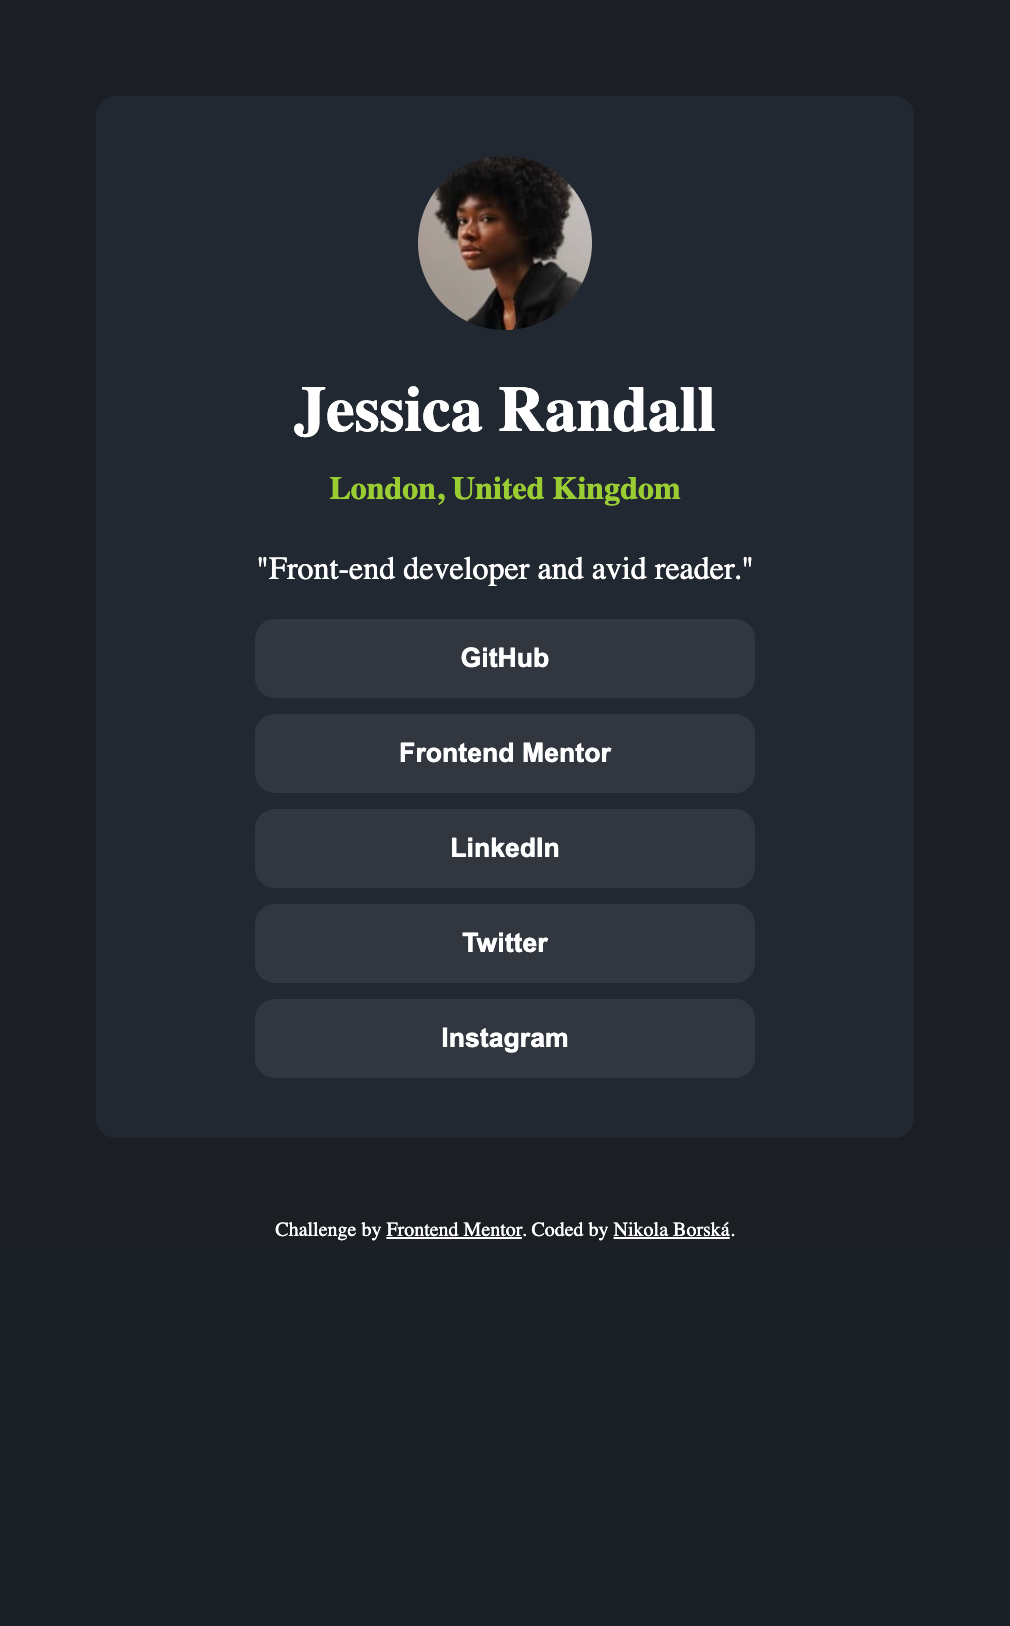 Jessica Randall
London, United Kingdom
"Front-end developer and avid reader."
GitHub
Frontend Mentor
LinkedIn
Twitter
Instagram
Challenge by Frontend Mentor. Coded by Nikola Borská.